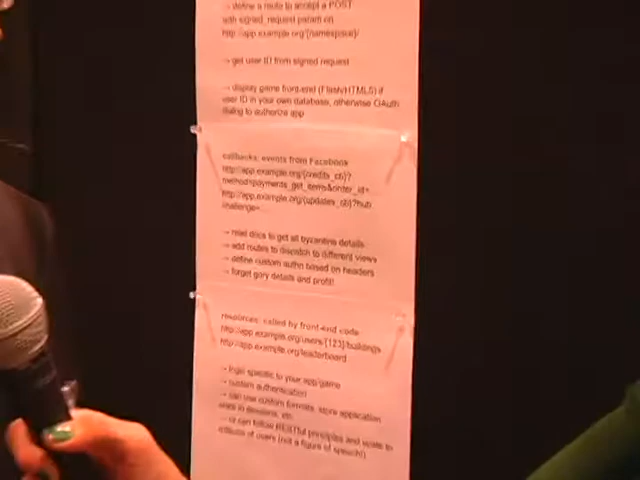 → define a route to accept a POST
with signed_request param on
http://app.example.org/{namespace}/
→ get user ID from signed request
→ display game front-end (Flash/HTML5) if
user ID in your own database, otherwise OAuth
dialog to authorize app
callbacks: events from Facebook
http://app.example.org/{credits_cb}?
method=payments_get_items&order_id=
http://app.example.org/{updates_cb}?hub
challenge=
→ read docs to get all byzantine details
→ add routes to dispatch to different views
→ define custom authn based on headers
→ forget gory details and profit!
resources: called by front-end code
http://app.example.org/users/[123]/buildings
http://app.example.org/leaderboard
→ logic specific to your app/game
→ custom authentication
→ can use custom formats, store application
state in sessions, etc.
→ or can follow RESTful principles and scale to
millions of users (not a figure of speech!)